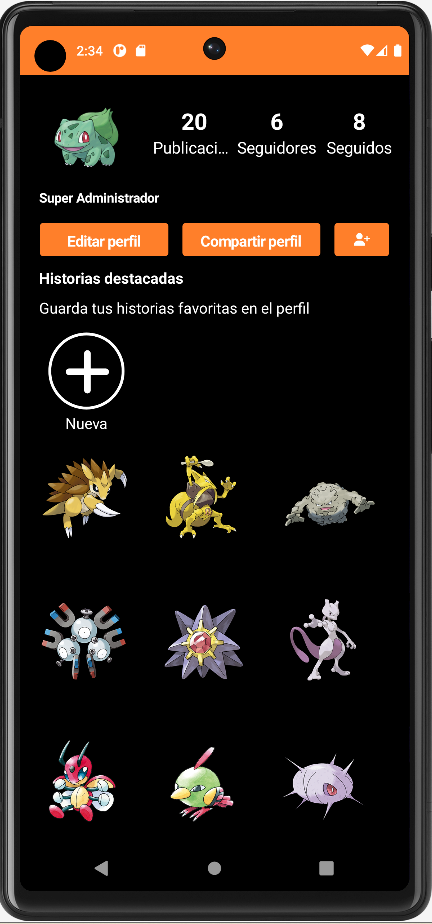 2:34
20 6 8
Publicaci... Seguidores Seguidos
Super Administrador
Editar perfil Compartir perfil
Historias destacadas
Guarda tus historias favoritas en el perfil
Nueva